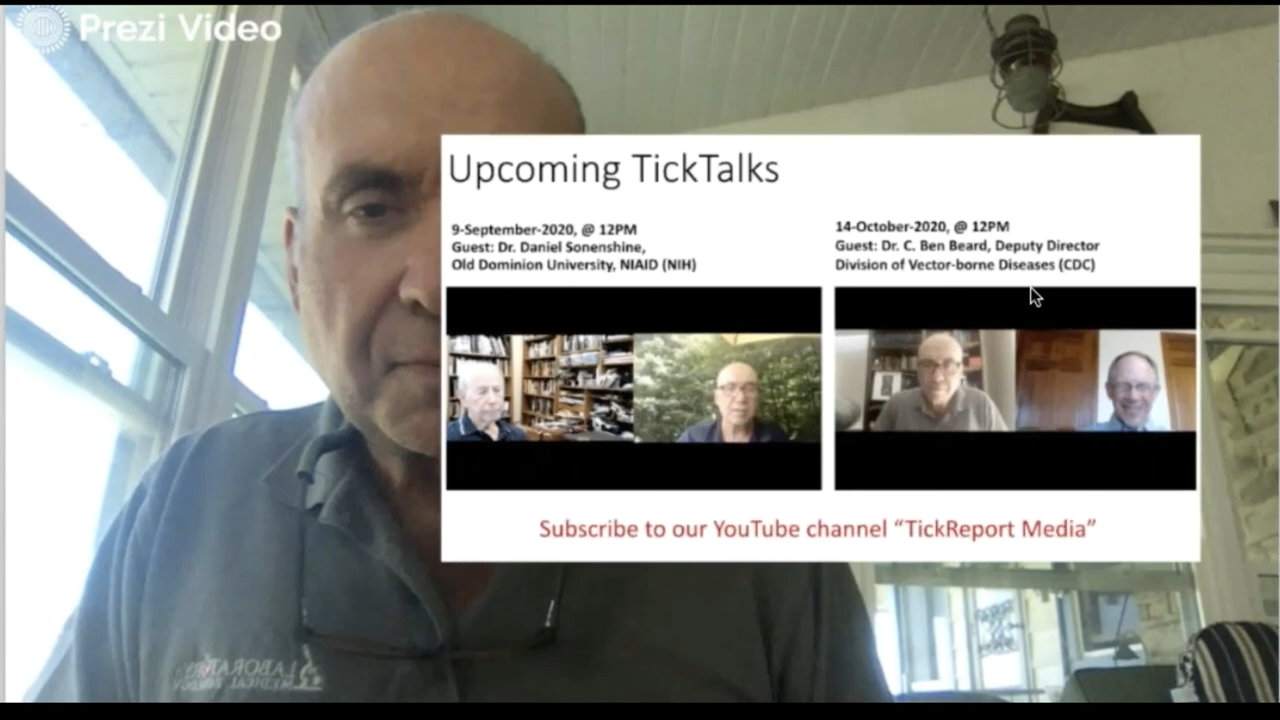 Prezi Video
Upcoming TickTalks
9-September-2020, @ 12PM
Guest: Dr. Daniel Sonenshine,
Old Dominion University, NIAID (NIH)
14-October-2020, @ 12PM
Guest: Dr. C. Ben Beard, Deputy Director
Division of Vector-borne Diseases (CDC)
Subscribe to our YouTube channel “TickReport Media”
LABORATORY
MEDICAL